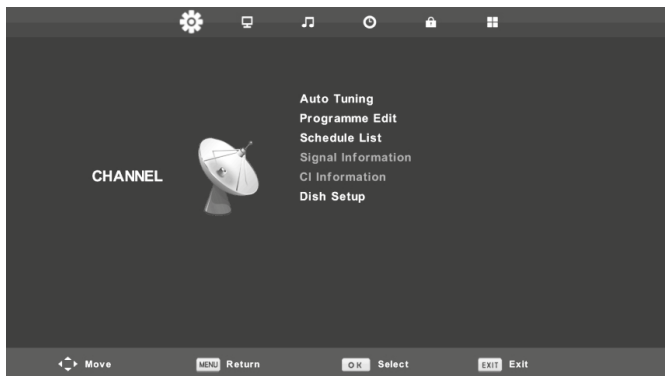 Auto Tuning
Programme Edit
Schedule List
Signal Information
CHANNEL
CI Information
Dish Setup
Move MENU Return OK Select EXIT Exit